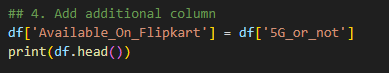 ## 4. Add additional column
df['Available_On_Flipkart'] = df['5G_or_not']
print(df.head())